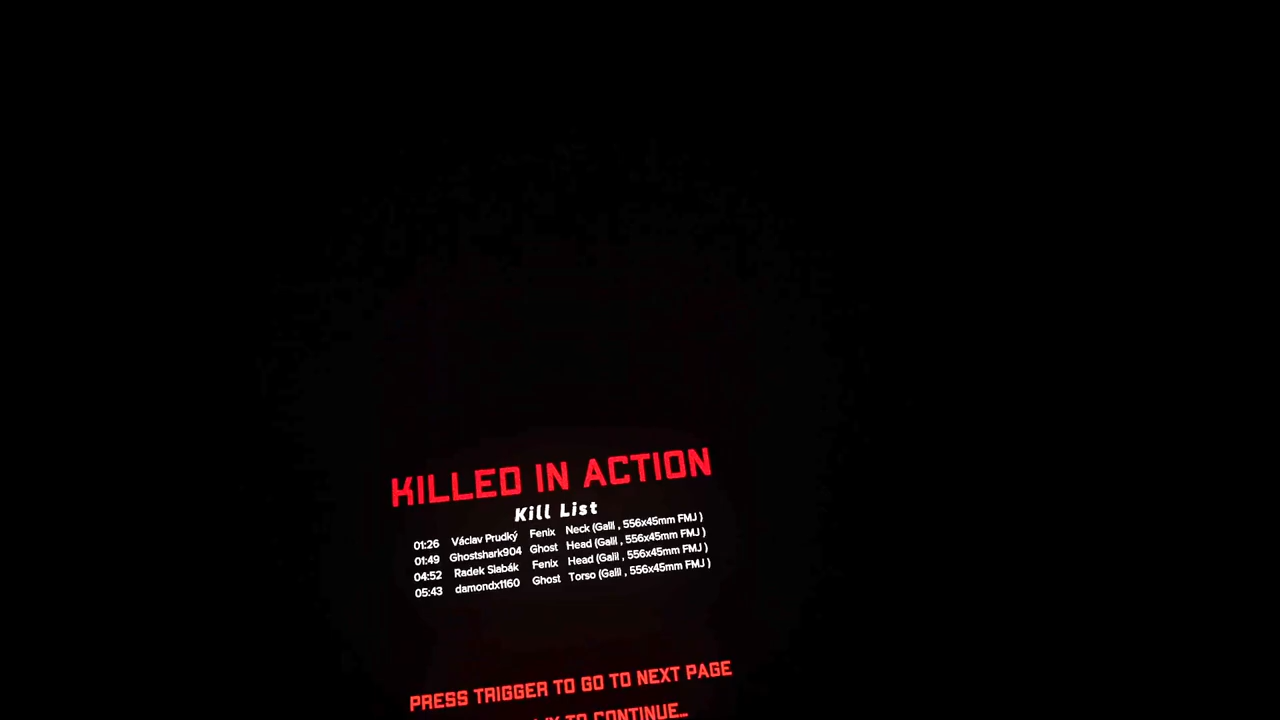 KILLED IN ACTION
Kill List
01:26 Václav Prudký Fenix Neck (Galil , 556x45mm FMJ )
01:49 Ghostshark904 Ghost Head (Galil , 556x45mm FMJ )
04:52 Radek Slabák Fenix Head (Galil , 556x45mm FMJ )
05:43 damondx1160 Ghost Torso (Galil , 556x45mm FMJ )
PRESS TRIGGER TO GO TO NEXT PAGE
TO CONTINUE...